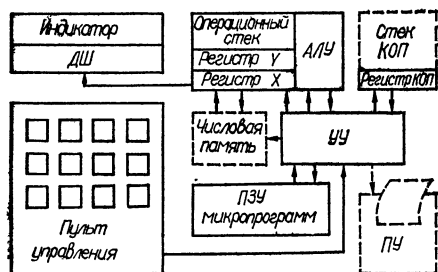 Индикатор
ДШ
Операционный
стек
Регистр Y
Регистр X
АЛУ
Стек
КОП
Регистр КОП
Числовая
память
УУ
ПЗУ
микропрограмм
Пульт
управления
ПУ